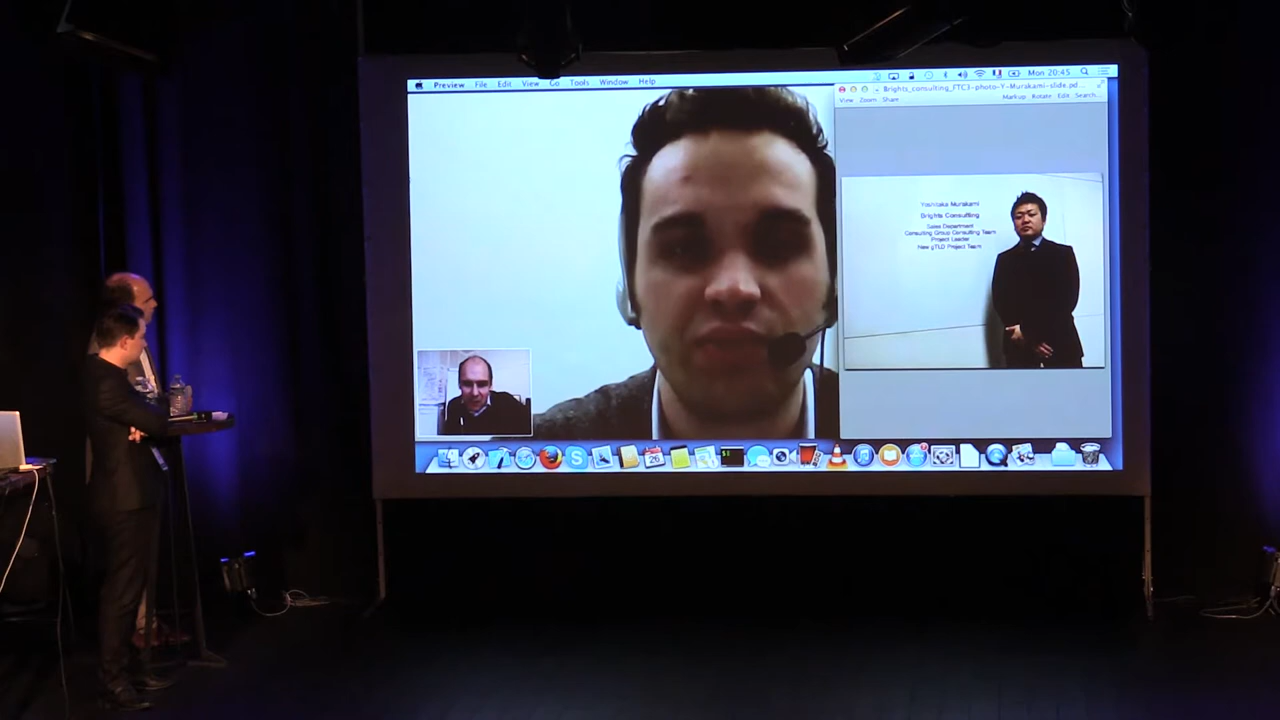 Preview File Edit View Go Tools Window Help
Mon 20:45
Brights_consulting_FTC3-photo-Y-Murakami-slide.pd...
View Zoom Share
Markup Rotate Edit Search...
Yoshitaka Murakami
Brights Consulting
Sales Department
Consulting Group Consulting Team
Project Leader
New gTLD Project Team
26